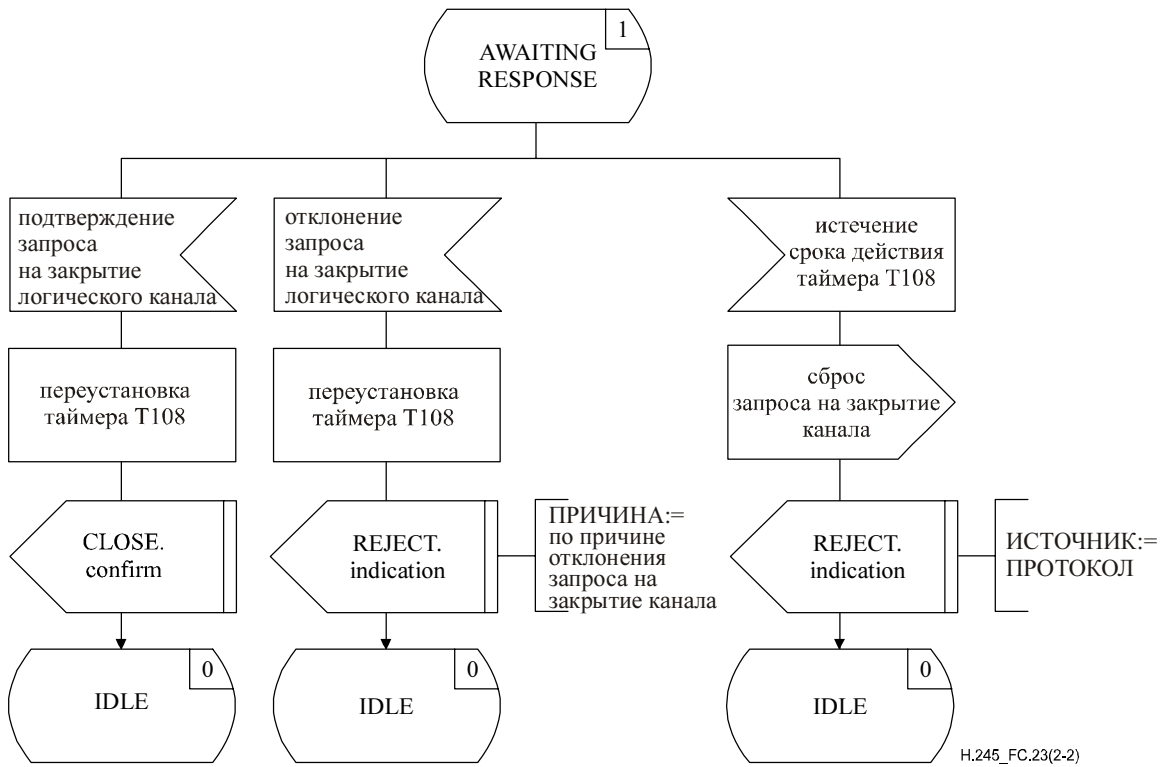 1
AWAITING
RESPONSE
подтверждение
запроса
на закрытие
логического канала
отклонение
запроса
на закрытие
логического канала
истечение
срока действия
таймера T108
переустановка
таймера T108
переустановка
таймера T108
сброс
запроса на закрытие
канала
CLOSE.
confirm
REJECT.
indication
ПРИЧИНА:=
по причине
отклонения
запроса на
закрытие канала
REJECT.
indication
ИСТОЧНИК:=
ПРОТОКОЛ
0
IDLE
0
IDLE
0
IDLE
H.245_FC.23(2-2)